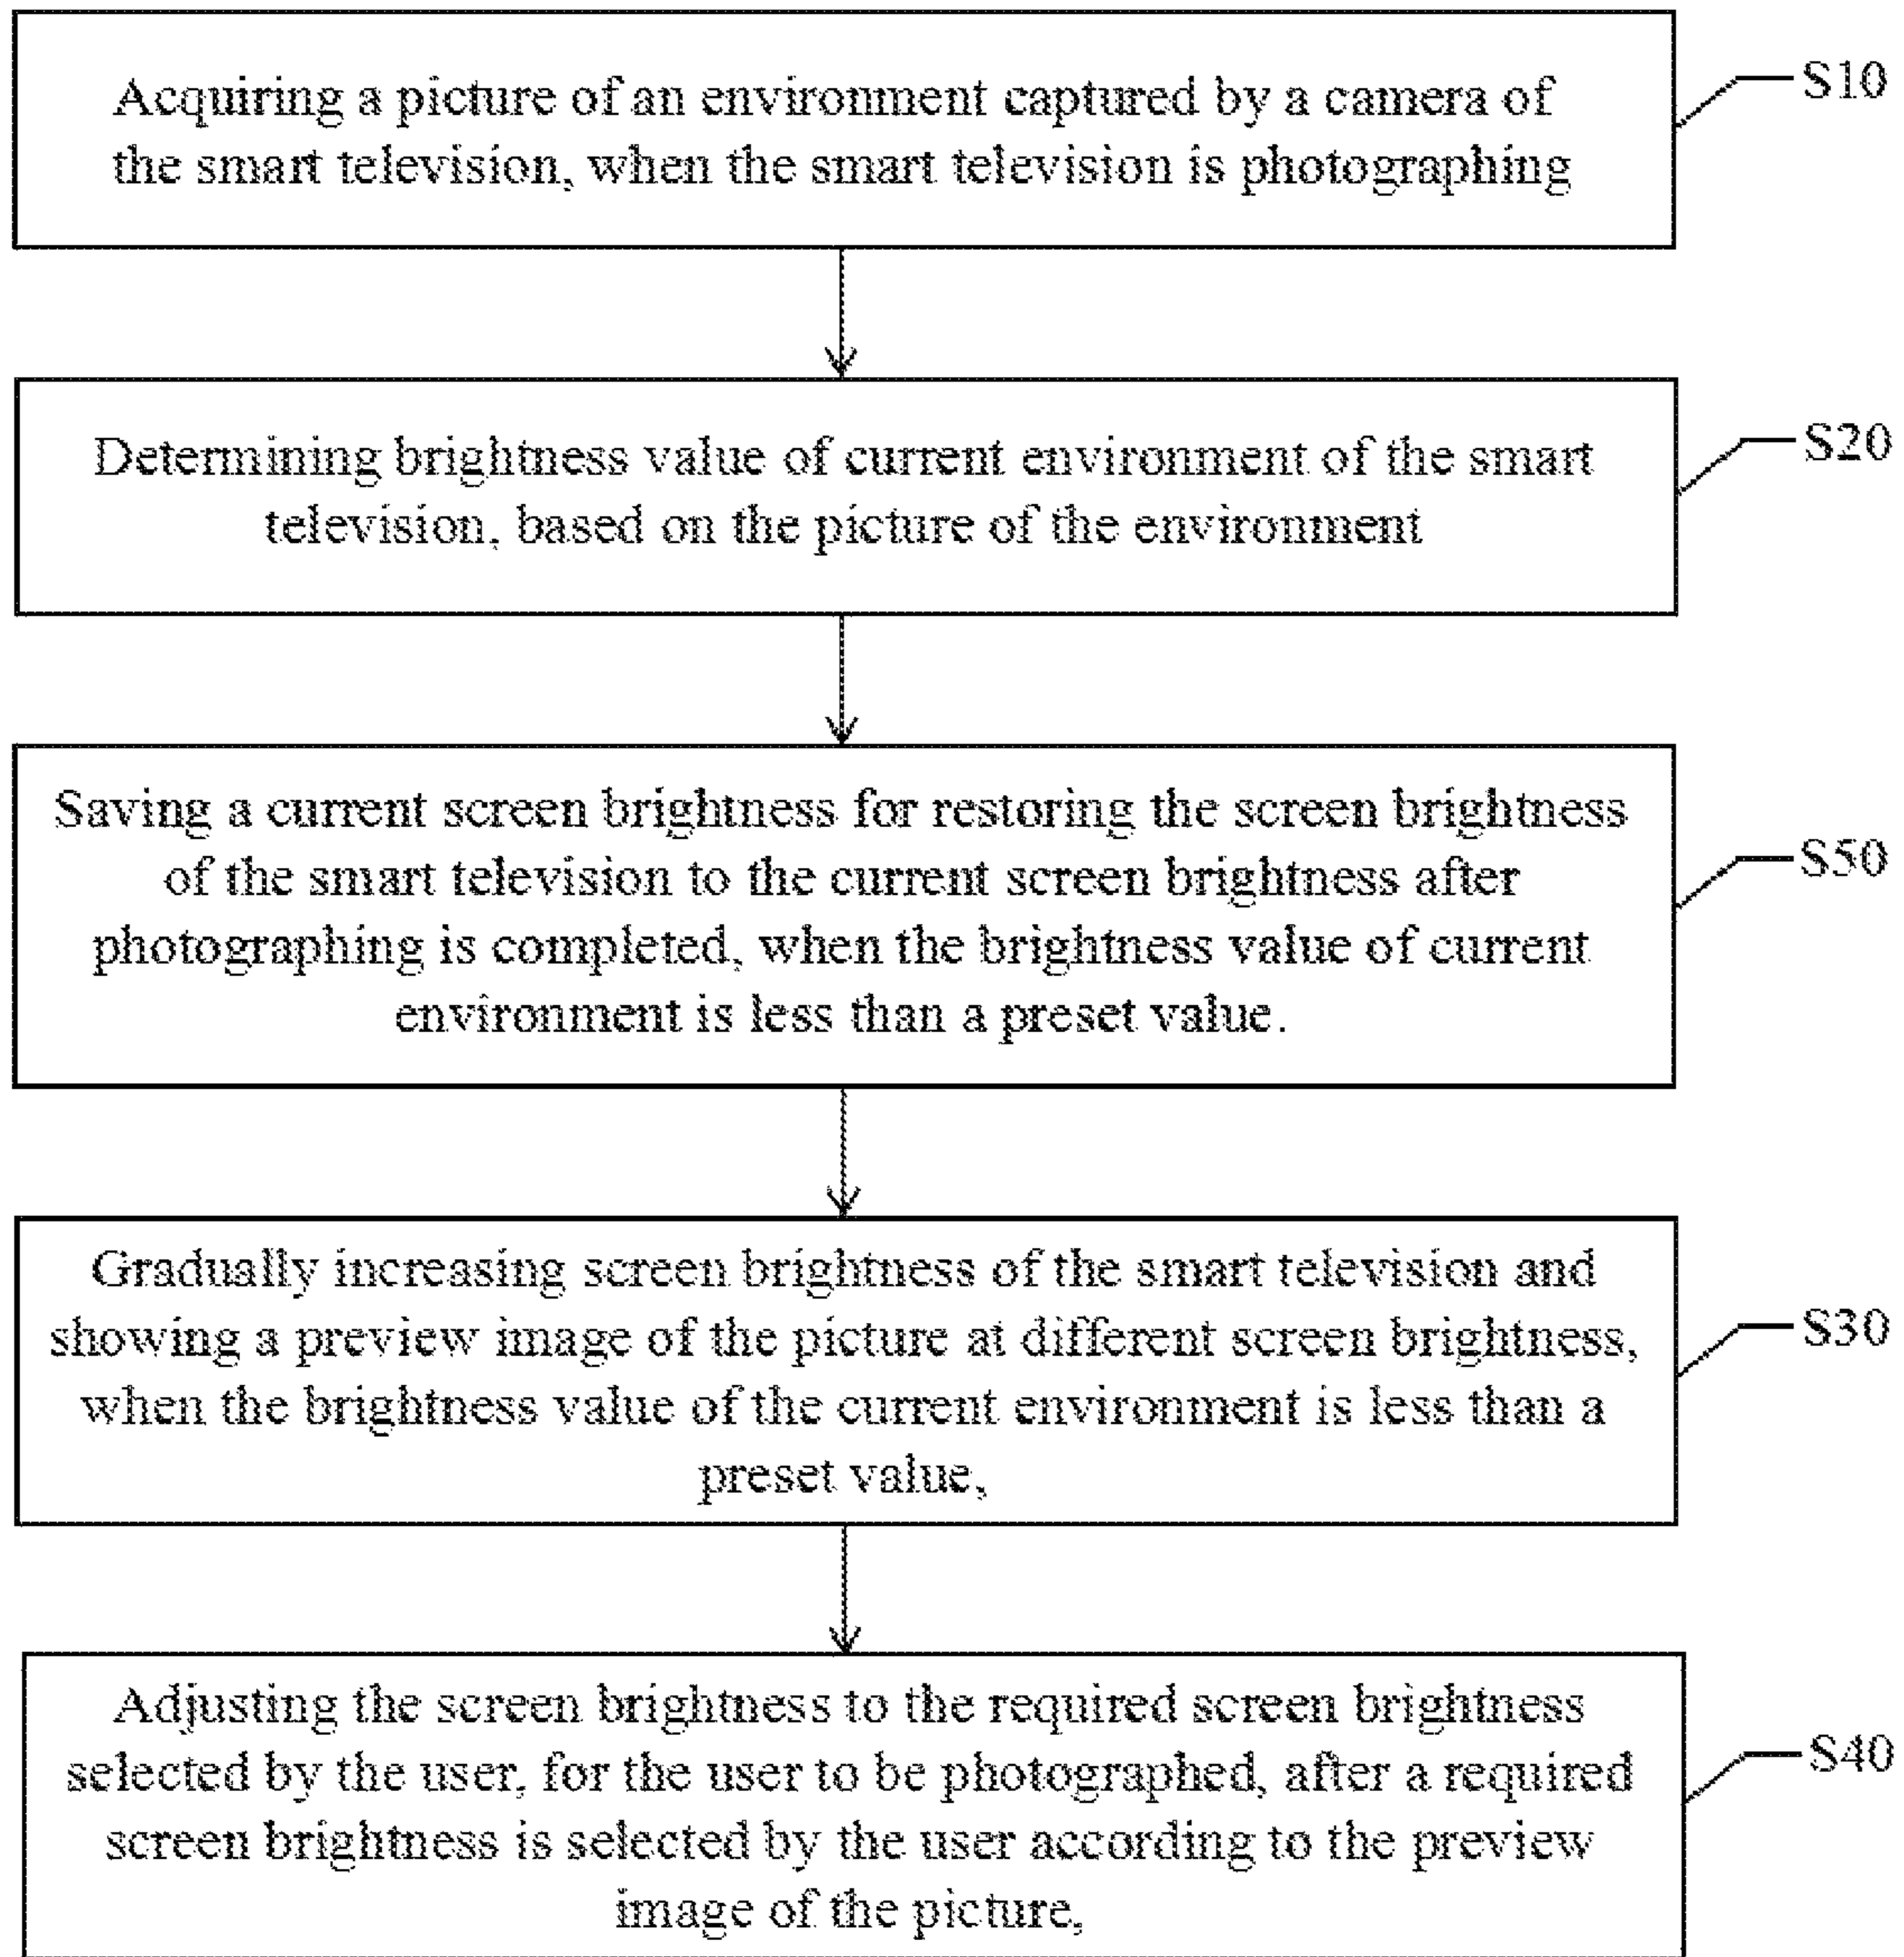 Acquiring a picture of an environment captured by a camera of
the smart television, when the smart television is photographing
S10
Determining brightness value of current environment of the smart
television, based on the picture of the environment
S20
Saving a current screen brightness for restoring the screen brightness
of the smart television to the current screen brightness after
photographing is completed, when the brightness value of current
environment is less than a preset value.
S50
Gradually increasing screen brightness of the smart television and
showing a preview image of the picture at different screen brightness,
when the brightness value of the current environment is less than a
preset value,
S30
Adjusting the screen brightness to the required screen brightness
selected by the user, for the user to be photographed, after a required
screen brightness is selected by the user according to the preview
image of the picture,
S40